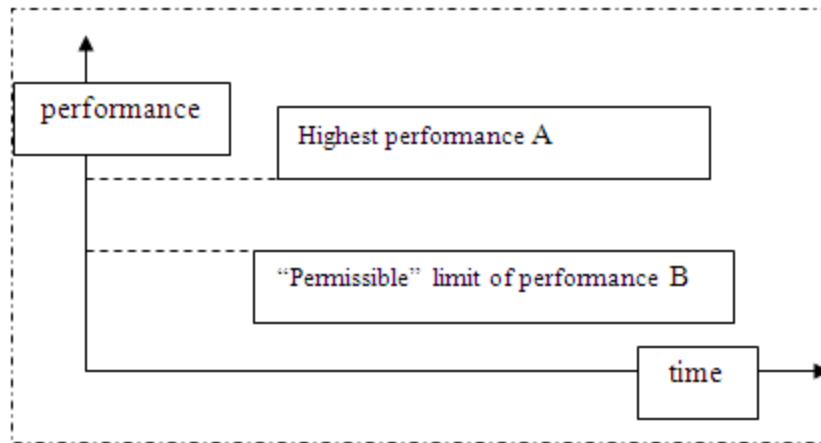 performance
Highest performance A
“Permissible” limit of performance B
time